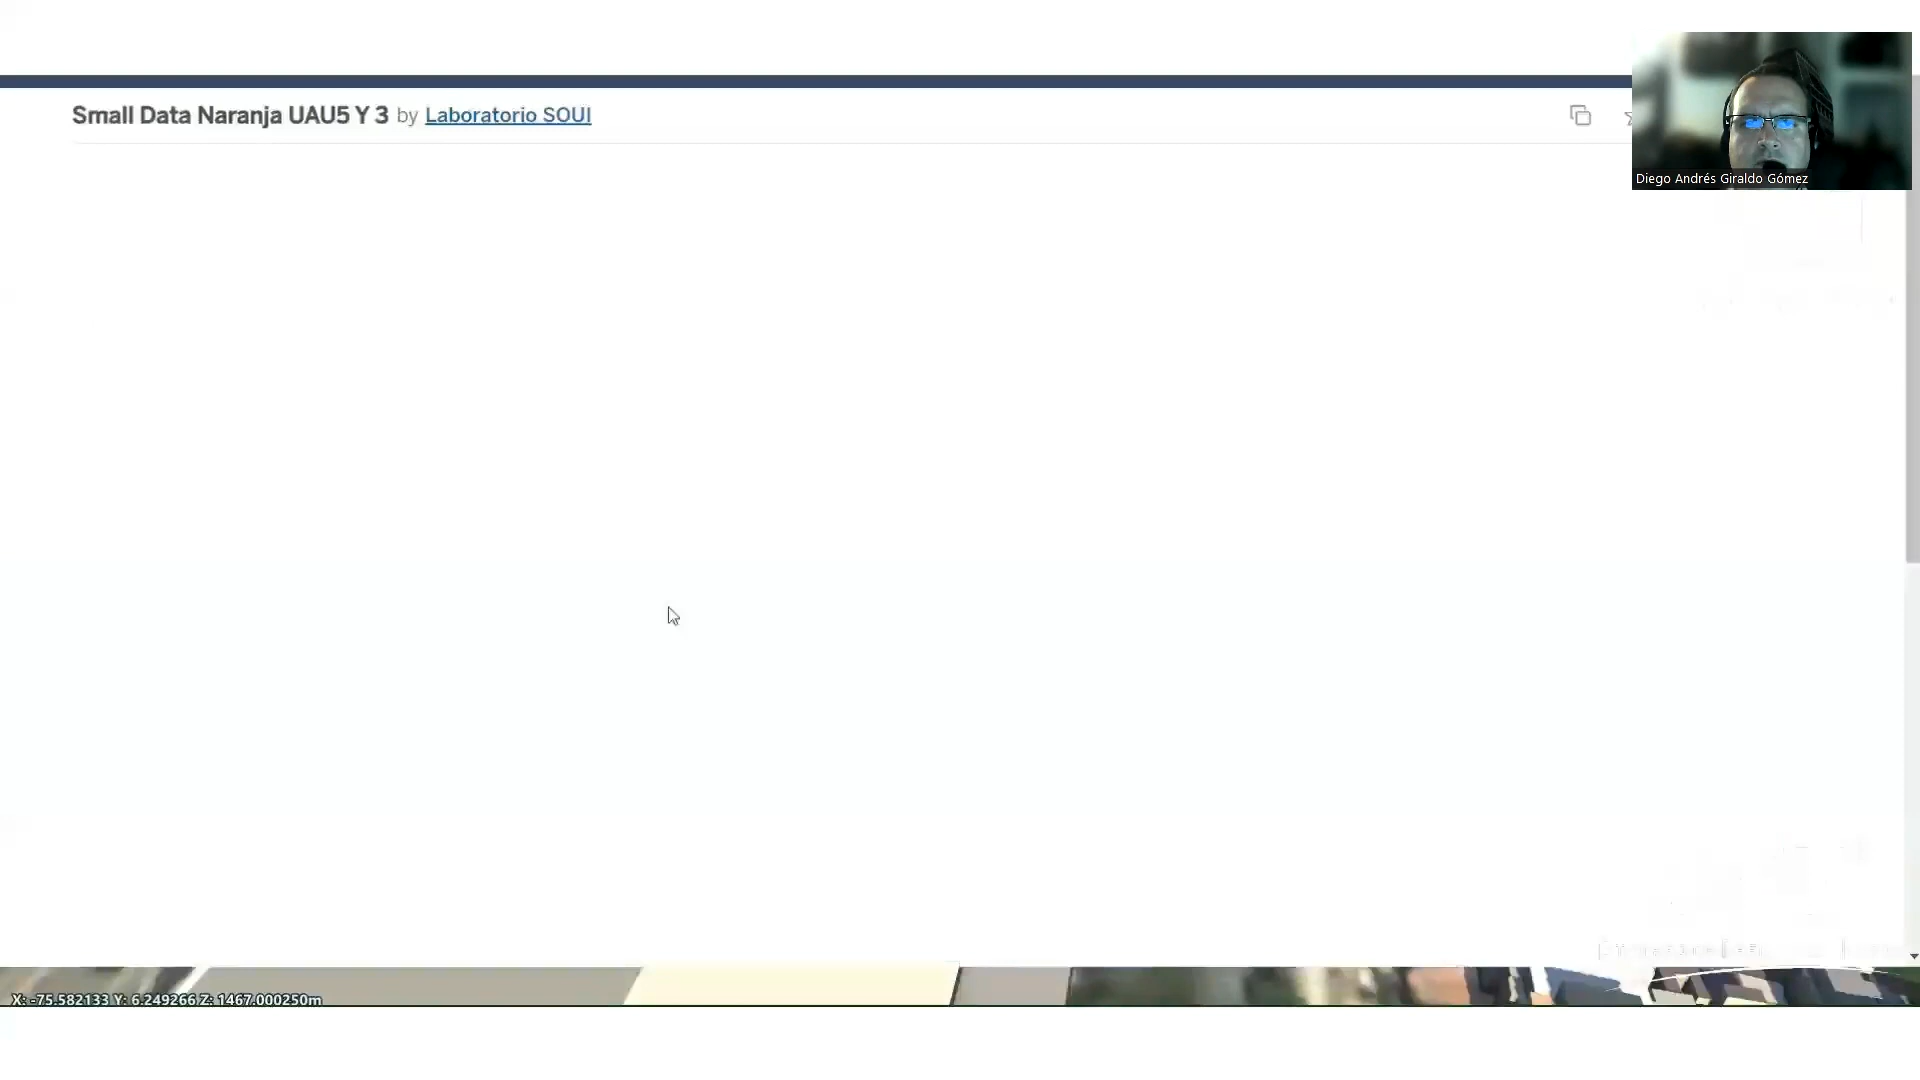 Small Data Naranja UAU5 Y 3 by Laboratorio SOUI
Diego Andrés Giraldo Gómez
X: -75.582133 Y: 6.249266 Z: 1467.000250m